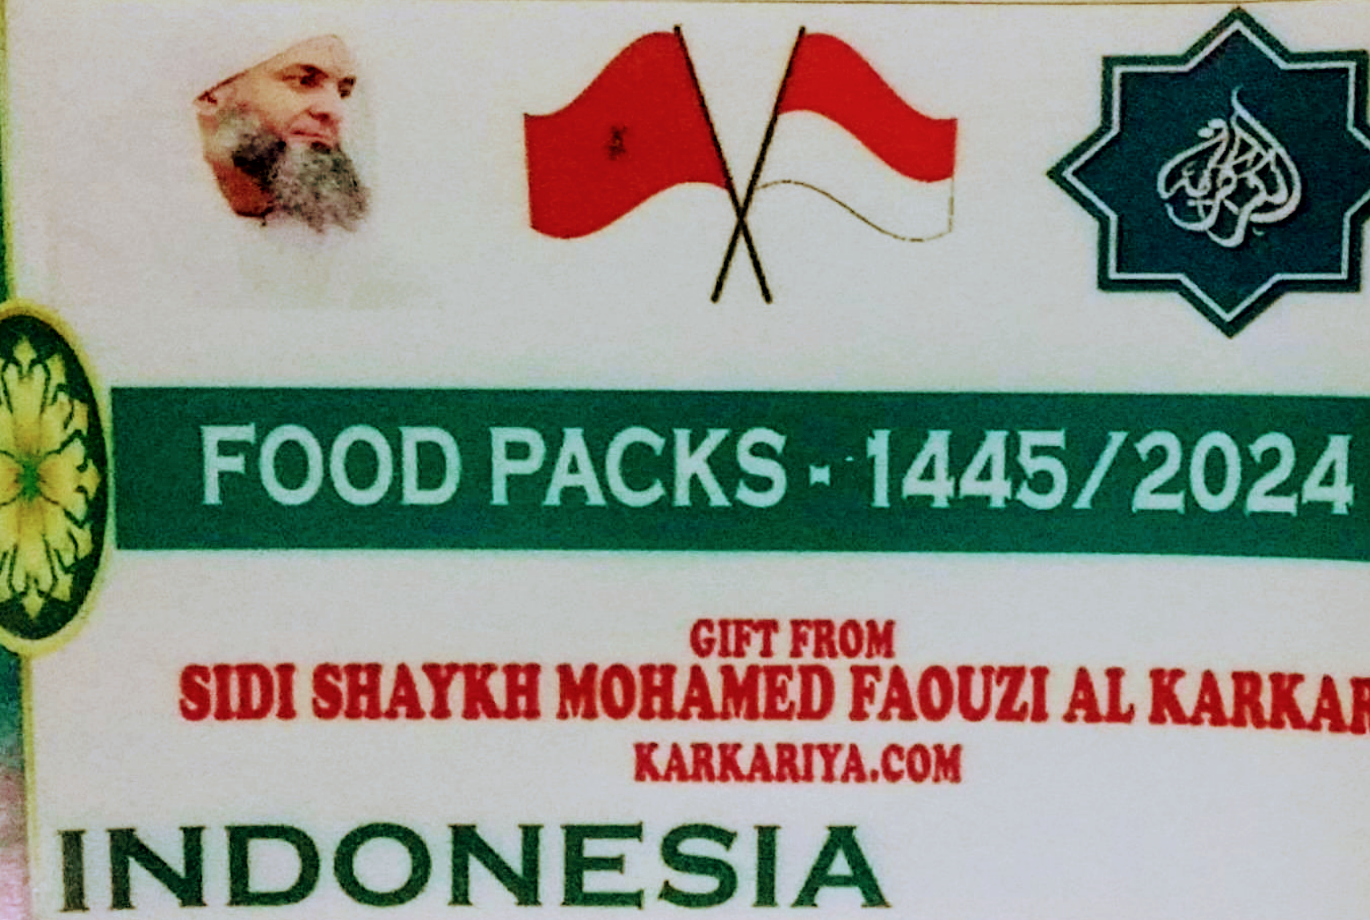 FOOD PACKS - 1445/2024
GIFT FROM
SIDI SHAYKH MOHAMED FAOUZI AL KARKAR
KARKARIYA.COM
INDONESIA